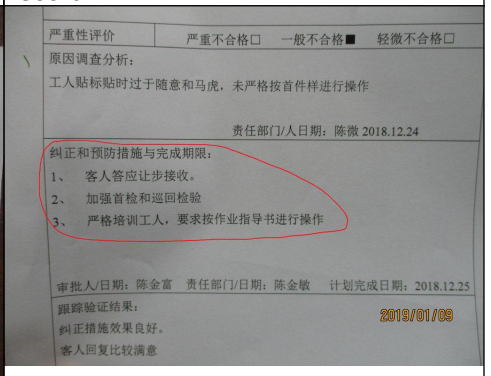 严重性评价 严重不合格□ 一般不合格■ 轻微不合格□
原因调查分析：
工人贴标贴时过于随意和马虎，未严格按首件样进行操作
责任部门/人日期：陈微 2018.12.24
纠正和预防措施与完成期限：
1、 客人答应让步接收。
2、 加强首检和巡回检验
3、 严格培训工人，要求按作业指导书进行操作
审批人/日期：陈金富 责任部门/日期：陈金敏 计划完成日期：2018.12.25
跟踪验证结果：
2019/01/09
纠正措施效果良好。
客人回复比较满意